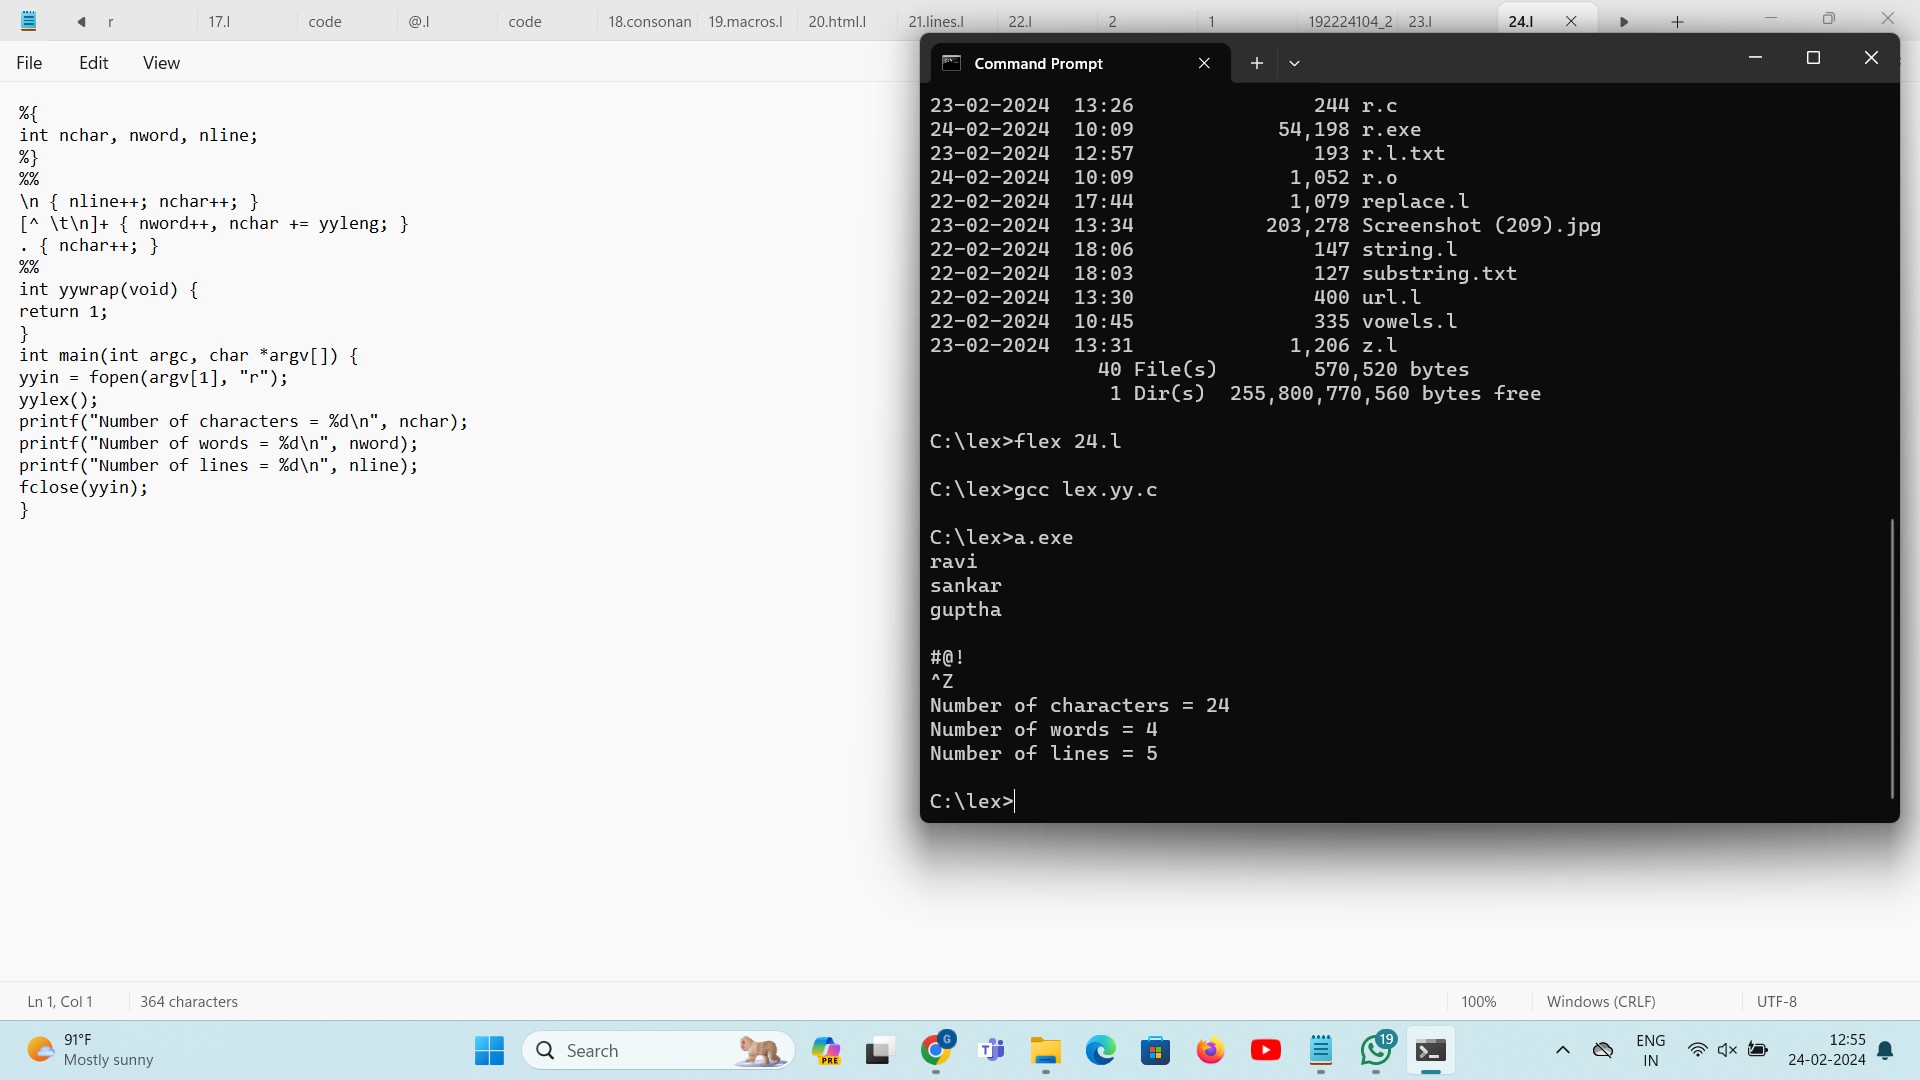 r 17.l code @.l code 18.consonan 19.macros.l 20.html.l 21.lines.l 22.l 2 1 192224104_2 23.l 24.l
File Edit View
%{
int nchar, nword, nline;
%}
%%
\n { nline++; nchar++; }
[^ \t\n]+ { nword++, nchar += yyleng; }
. { nchar++; }
%%
int yywrap(void) {
return 1;
}
int main(int argc, char *argv[]) {
yyin = fopen(argv[1], "r");
yylex();
printf("Number of characters = %d\n", nchar);
printf("Number of words = %d\n", nword);
printf("Number of lines = %d\n", nline);
fclose(yyin);
}
Command Prompt
23-02-2024 13:26 244 r.c
24-02-2024 10:09 54,198 r.exe
23-02-2024 12:57 193 r.l.txt
24-02-2024 10:09 1,052 r.o
22-02-2024 17:44 1,079 replace.l
23-02-2024 13:34 203,278 Screenshot (209).jpg
22-02-2024 18:06 147 string.l
22-02-2024 18:03 127 substring.txt
22-02-2024 13:30 400 url.l
22-02-2024 10:45 335 vowels.l
23-02-2024 13:31 1,206 z.l
40 File(s) 570,520 bytes
1 Dir(s) 255,800,770,560 bytes free
C:\lex>flex 24.l
C:\lex>gcc lex.yy.c
C:\lex>a.exe
ravi
sankar
guptha
#@!
^Z
Number of characters = 24
Number of words = 4
Number of lines = 5
C:\lex>
Ln 1, Col 1 364 characters 100% Windows (CRLF) UTF-8
91°F
Mostly sunny
Search
PRE
G
19
ENG
IN
12:55
24-02-2024